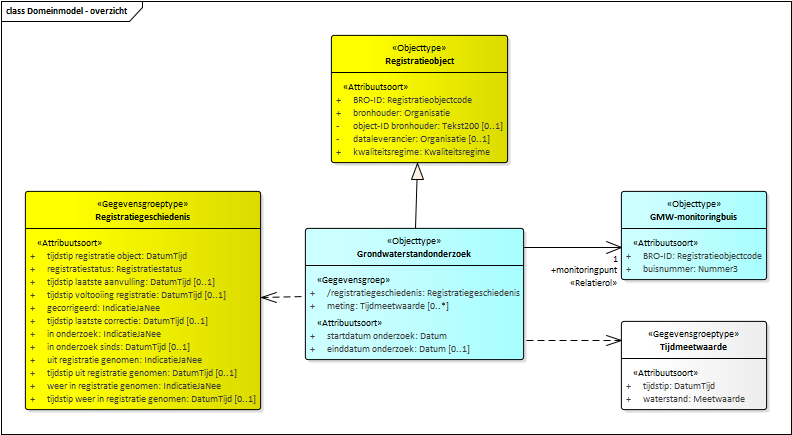 class Domeinmodel - overzicht
«Objecttype»
Registratieobject
«Attribuutsoort»
+ BRO-ID: Registratieobjectcode
+ bronhouder: Organisatie
- object-ID bronhouder: Tekst200 [0..1]
- dataleverancier: Organisatie [0..1]
+ kwaliteitsregime: Kwaliteitsregime
«Gegevensgroeptype»
Registratiegeschiedenis
«Attribuutsoort»
+ tijdstip registratie object: DatumTijd
+ registratiestatus: Registratiestatus
+ tijdstip laatste aanvulling: DatumTijd [0..1]
+ tijdstip voltooiing registratie: DatumTijd [0..1]
+ gecorrigeerd: IndicatieJaNee
+ tijdstip laatste correctie: DatumTijd [0..1]
+ in onderzoek: IndicatieJaNee
+ in onderzoek sinds: DatumTijd [0..1]
+ uit registratie genomen: IndicatieJaNee
+ tijdstip uit registratie genomen: DatumTijd [0..1]
+ weer in registratie genomen: IndicatieJaNee
+ tijdstip weer in registratie genomen: DatumTijd [0..1]
«Objecttype»
Grondwaterstandonderzoek
«Gegevensgroep»
+ /registratiegeschiedenis: Registratiegeschiedenis
+ meting: Tijdmeetwaarde [0..*]
«Attribuutsoort»
+ startdatum onderzoek: Datum
+ einddatum onderzoek: Datum [0..1]
1
+monitoringpunt
«Relatierol»
«Objecttype»
GMW-monitoringbuis
«Attribuutsoort»
+ BRO-ID: Registratieobjectcode
+ buisnummer: Nummer3
«Gegevensgroeptype»
Tijdmeetwaarde
«Attribuutsoort»
+ tijdstip: DatumTijd
+ waterstand: Meetwaarde